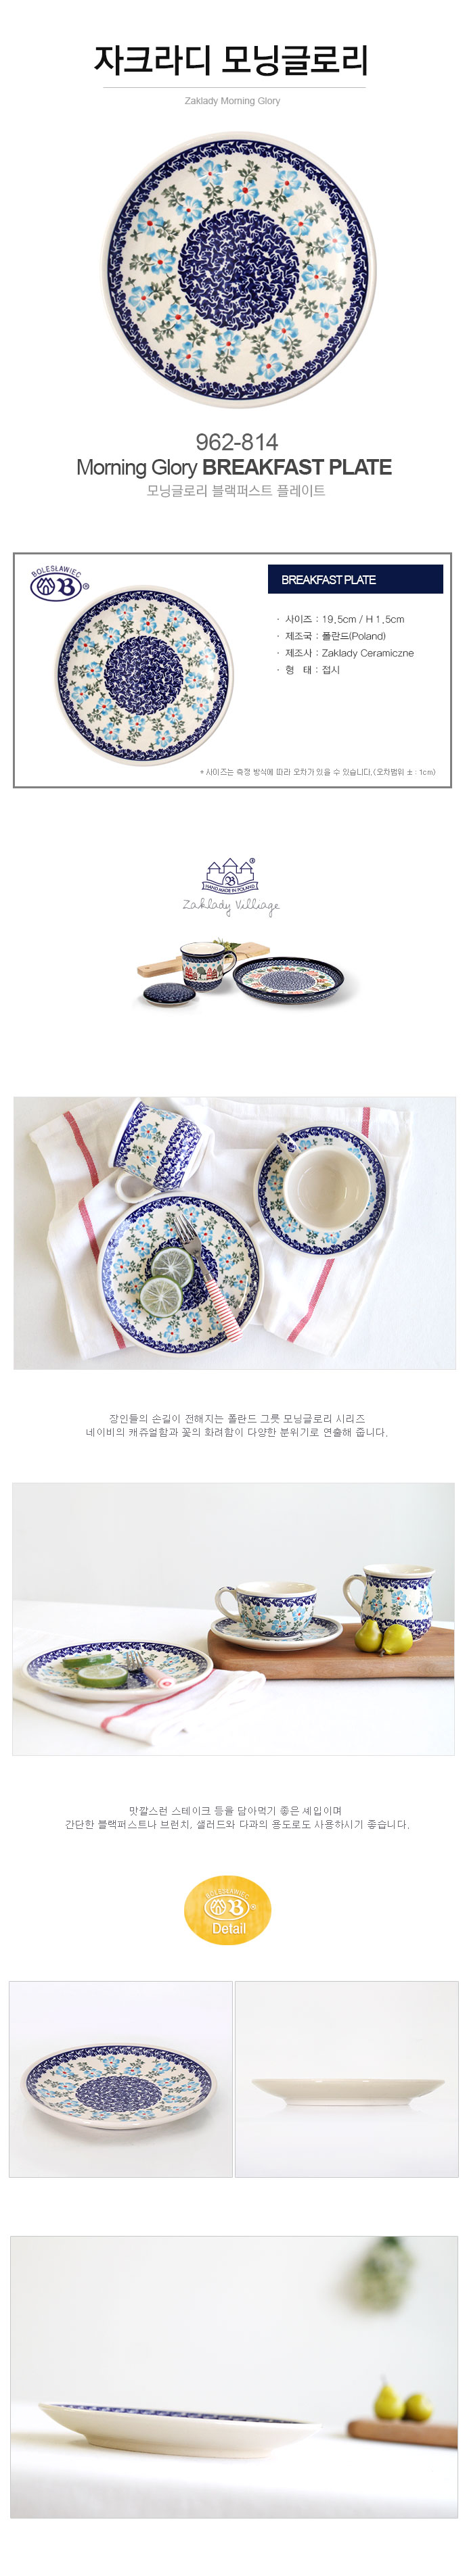 자크라디 모닝글로리
Zaklady Morning Glory
962-814
Morning Glory BREAKFAST PLATE
모닝글로리 블랙퍼스트 플레이트
BOLESŁAWIEC
B®
BREAKFAST PLATE
· 사이즈 : 19.5cm / H 1.5cm
· 제조국 : 폴란드(Poland)
· 제조사 : Zaklady Ceramiczne
· 형 태 : 접시
* 사이즈는 측정 방식에 따라 오차가 있을 수 있습니다.(오차범위 ± : 1cm)
HAND MADE IN POLAND
Zaklady Villiage
장인들의 손길이 전해지는 폴란드 그릇 모닝글로리 시리즈
네이비의 캐쥬얼함과 꽃의 화려함이 다양한 분위기로 연출해 줍니다.
맛깔스런 스테이크 등을 담아먹기 좋은 셰입이며
간단한 블랙퍼스트나 브런치, 샐러드와 다과의 용도로도 사용하시기 좋습니다.
BOLESŁAWIEC
B®
Detail